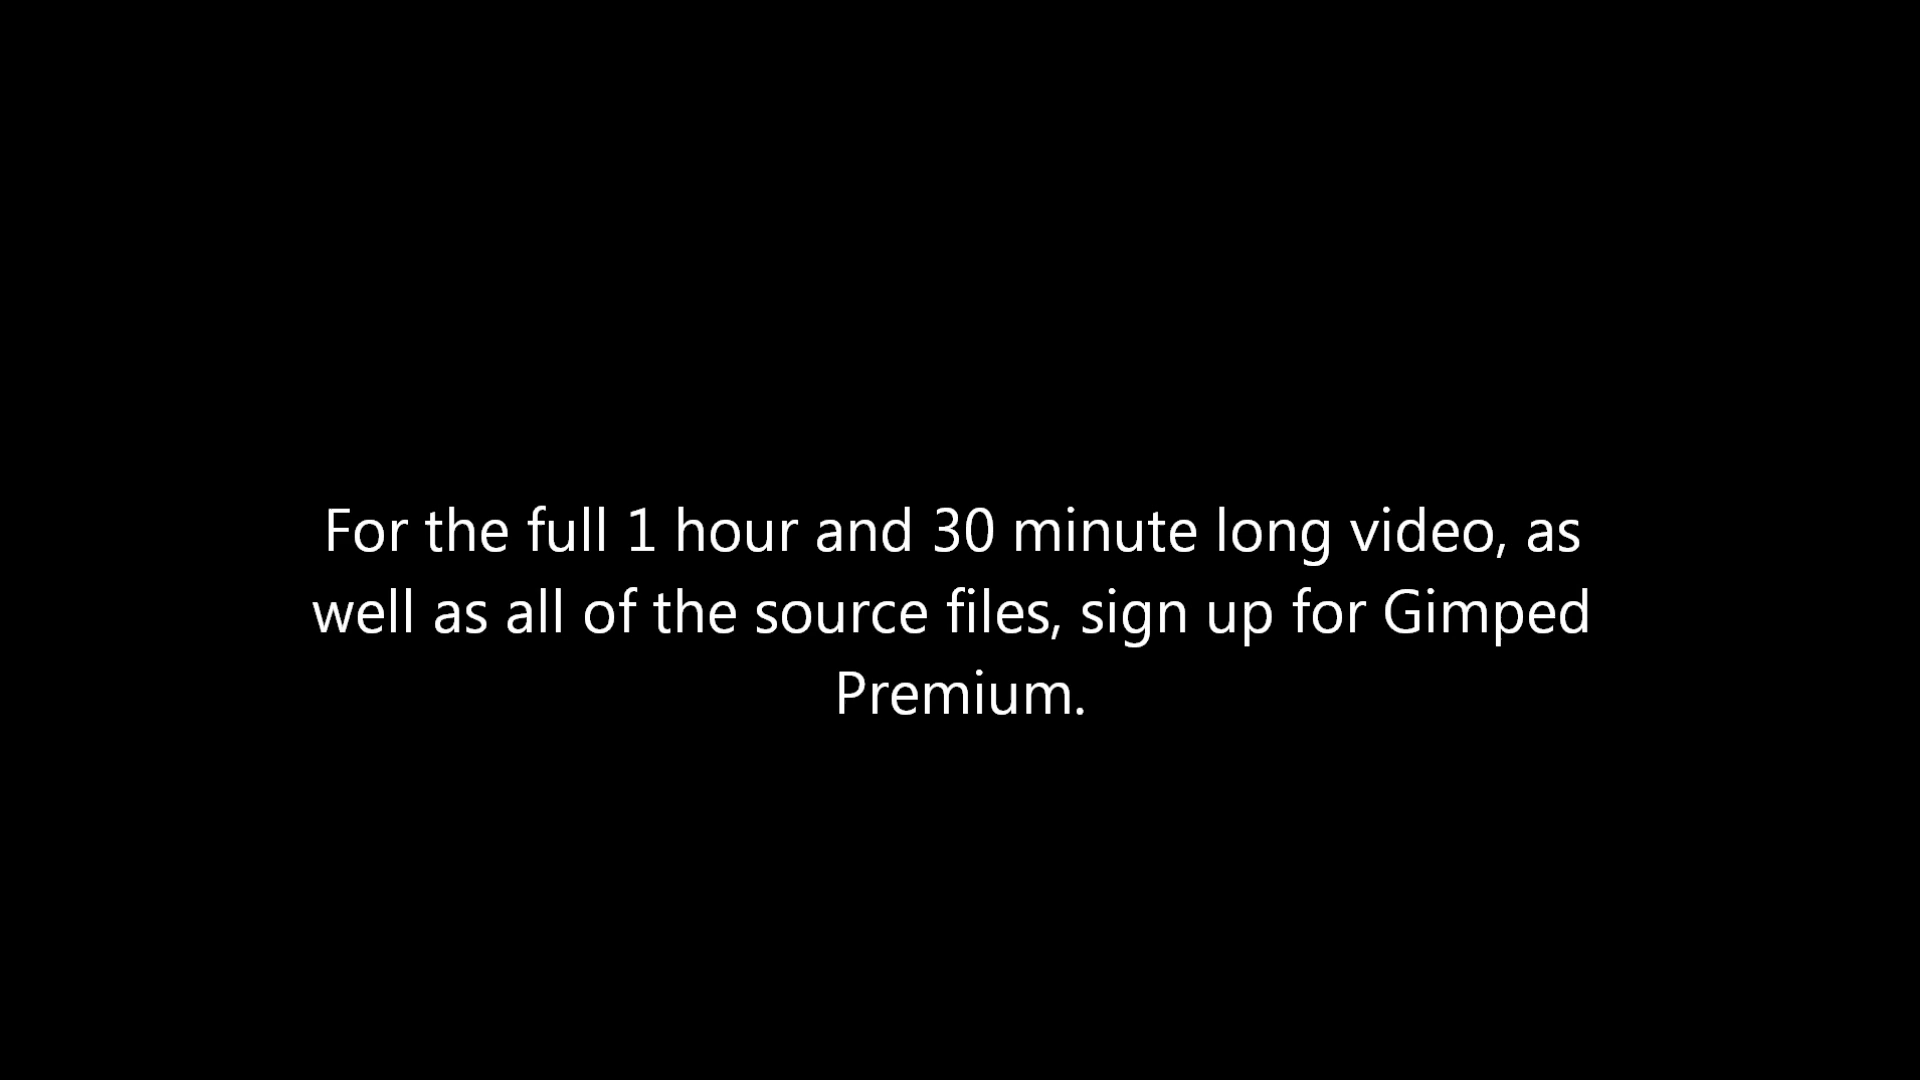 For the full 1 hour and 30 minute long video, as
well as all of the source files, sign up for Gimped
Premium.